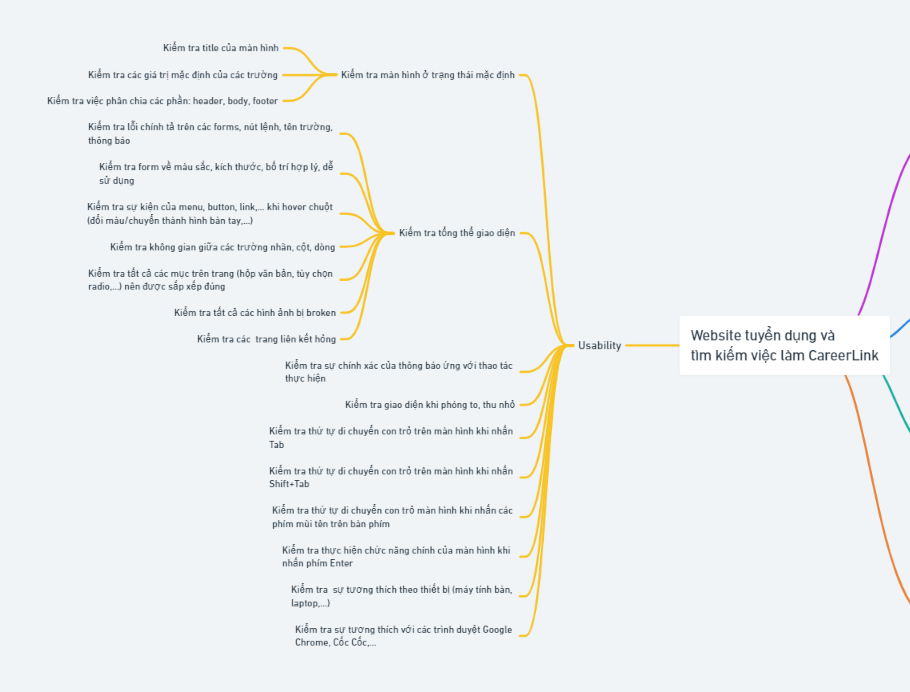 Kiểm tra title của màn hình
Kiểm tra các giá trị mặc định của các trường
Kiểm tra việc phân chia các phần: header, body, footer
Kiểm tra màn hình ở trạng thái mặc định
Kiểm tra lỗi chính tả trên các forms, nút lệnh, tên trường,
thông báo
Kiểm tra form về màu sắc, kích thước, bố trí hợp lý, dễ
sử dụng
Kiểm tra sự kiện của menu, button, link,... khi hover chuột
(đổi màu/chuyển thành hình bàn tay,...)
Kiểm tra không gian giữa các trường nhãn, cột, dòng
Kiểm tra tất cả các mục trên trang (hộp văn bản, tùy chọn
radio,...) nên được sắp xếp đúng
Kiểm tra tất cả các hình ảnh bị broken
Kiểm tra các trang liên kết hỏng
Kiểm tra tổng thể giao diện
Kiểm tra sự chính xác của thông báo ứng với thao tác
thực hiện
Kiểm tra giao diện khi phóng to, thu nhỏ
Kiểm tra thứ tự di chuyển con trỏ trên màn hình khi nhấn
Tab
Kiểm tra thứ tự di chuyển con trỏ trên màn hình khi nhấn
Shift+Tab
Kiểm tra thứ tự di chuyển con trỏ màn hình khi nhấn các
phím mũi tên trên bàn phím
Kiểm tra thực hiện chức năng chính của màn hình khi
nhấn phím Enter
Kiểm tra sự tương thích theo thiết bị (máy tính bàn,
laptop,...)
Kiểm tra sự tương thích với các trình duyệt Google
Chrome, Cốc Cốc,...
Usability
Website tuyển dụng và
tìm kiếm việc làm CareerLink